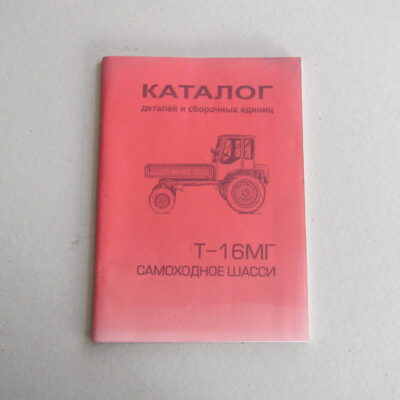 КАТАЛОГ
деталей и сборочных единиц
Т-16МГ
САМОХОДНОЕ ШАССИ